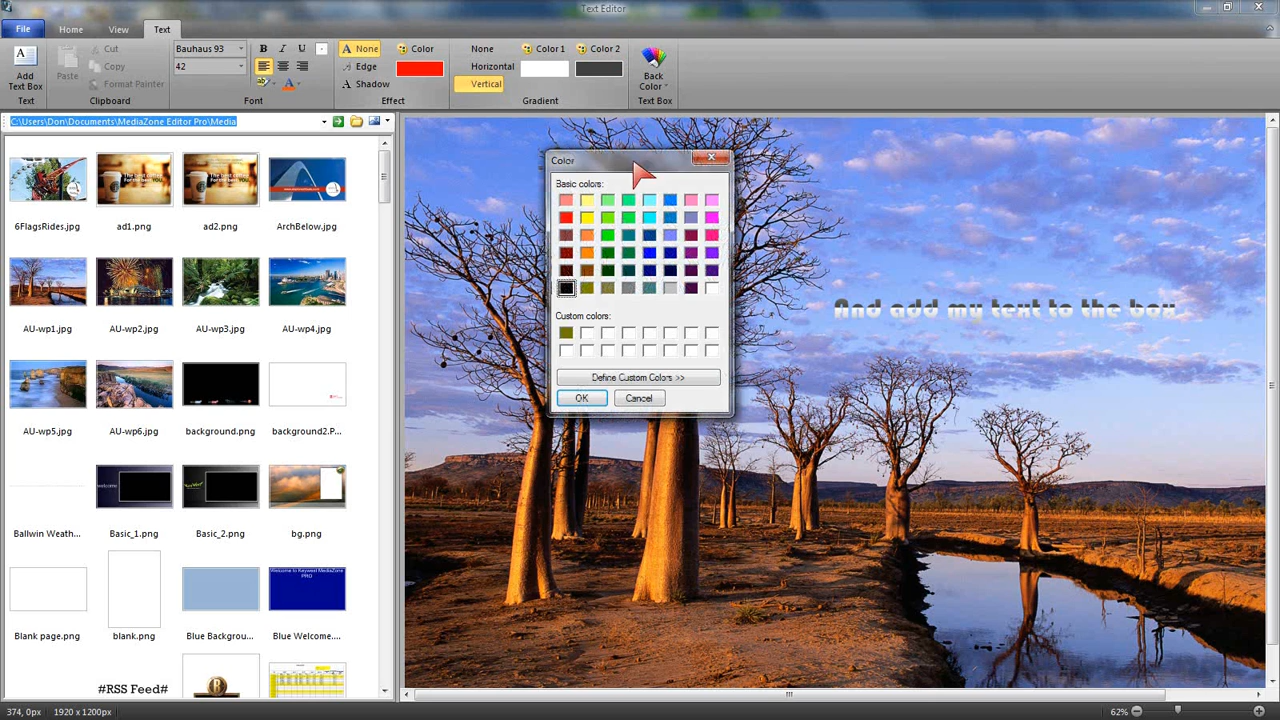 Text Editor
File Home View Text
Add Text Box
Text
Paste
Cut
Copy
Format Painter
Clipboard
Bauhaus 93
42
B I U
Font
A None
A Edge
A Shadow
Color
Effect
None
Horizontal
Vertical
Color 1
Color 2
Gradient
Back Color
Text Box
C:\Users\Don\Documents\MediaZone Editor Pro\Media
6FlagsRides.jpg ad1.png ad2.png ArchBelow.jpg
AU-wp1.jpg AU-wp2.jpg AU-wp3.jpg AU-wp4.jpg
AU-wp5.jpg AU-wp6.jpg background.png background2.P...
Ballwin Weath... Basic_1.png Basic_2.png bg.png
Blank page.png blank.png Blue Backgrou... Blue Welcome....
#RSS Feed#
Color
Basic colors:
Custom colors:
Define Custom Colors >>
OK Cancel
And add my text to the box
374, 0px 1920 x 1200px 62%